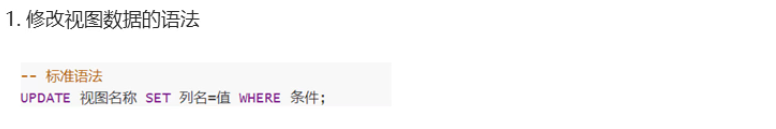 1. 修改视图数据的语法
-- 标准语法
UPDATE 视图名称 SET 列名=值 WHERE 条件;